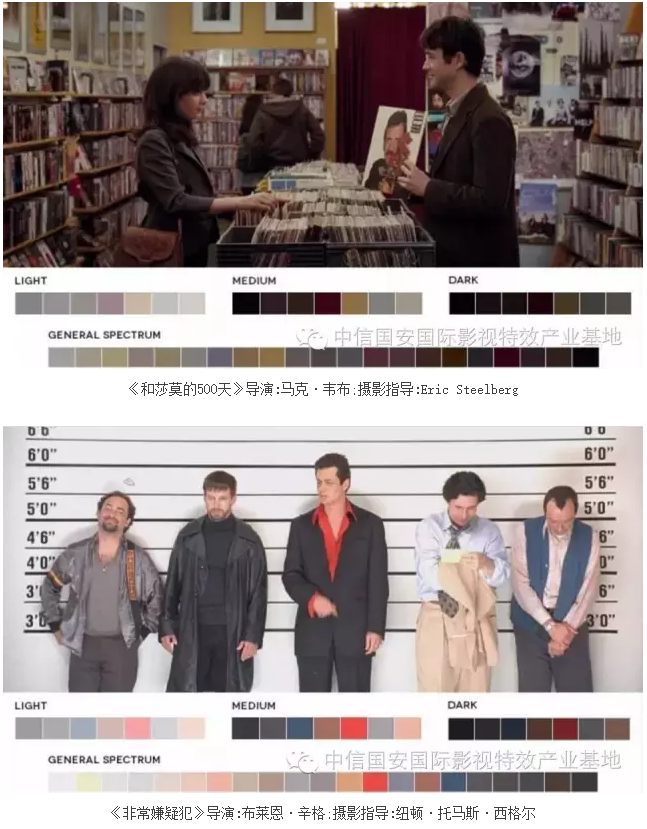 LIGHT
MEDIUM
DARK
GENERAL SPECTRUM
中信国安国际影视特效产业基地
《和莎莫的500天》导演:马克·韦布;摄影指导:Eric Steelberg
6'6" 6'6"
6'0" 6'0"
5'6" 5'6"
5'0" 5'0"
4'6"
4'0" 0"
3' 6"
3'0" 3'0"
LIGHT
MEDIUM
DARK
GENERAL SPECTRUM
中信国安国际影视特效产业基地
《非常嫌疑犯》导演:布莱恩·辛格;摄影指导:纽顿·托马斯·西格尔